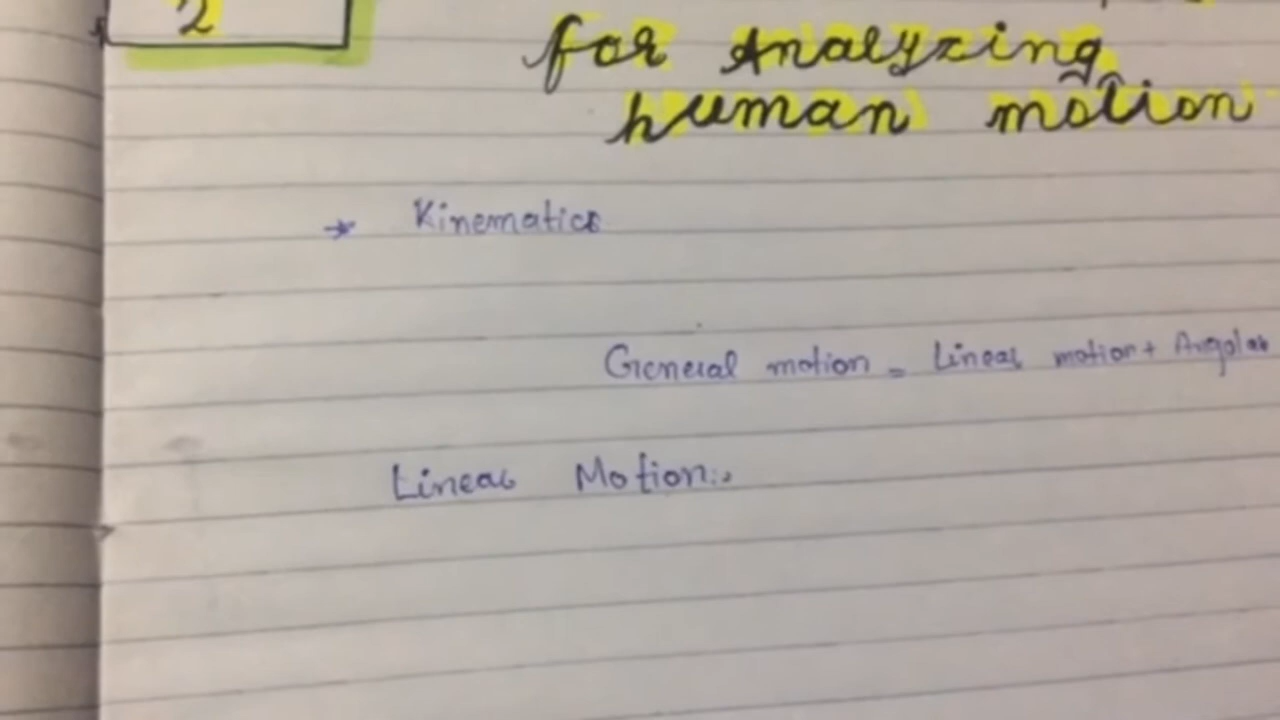 2
for Analyzing
human motion
→ Kinematics
General motion = Linear motion + Angular
Linear Motion :-